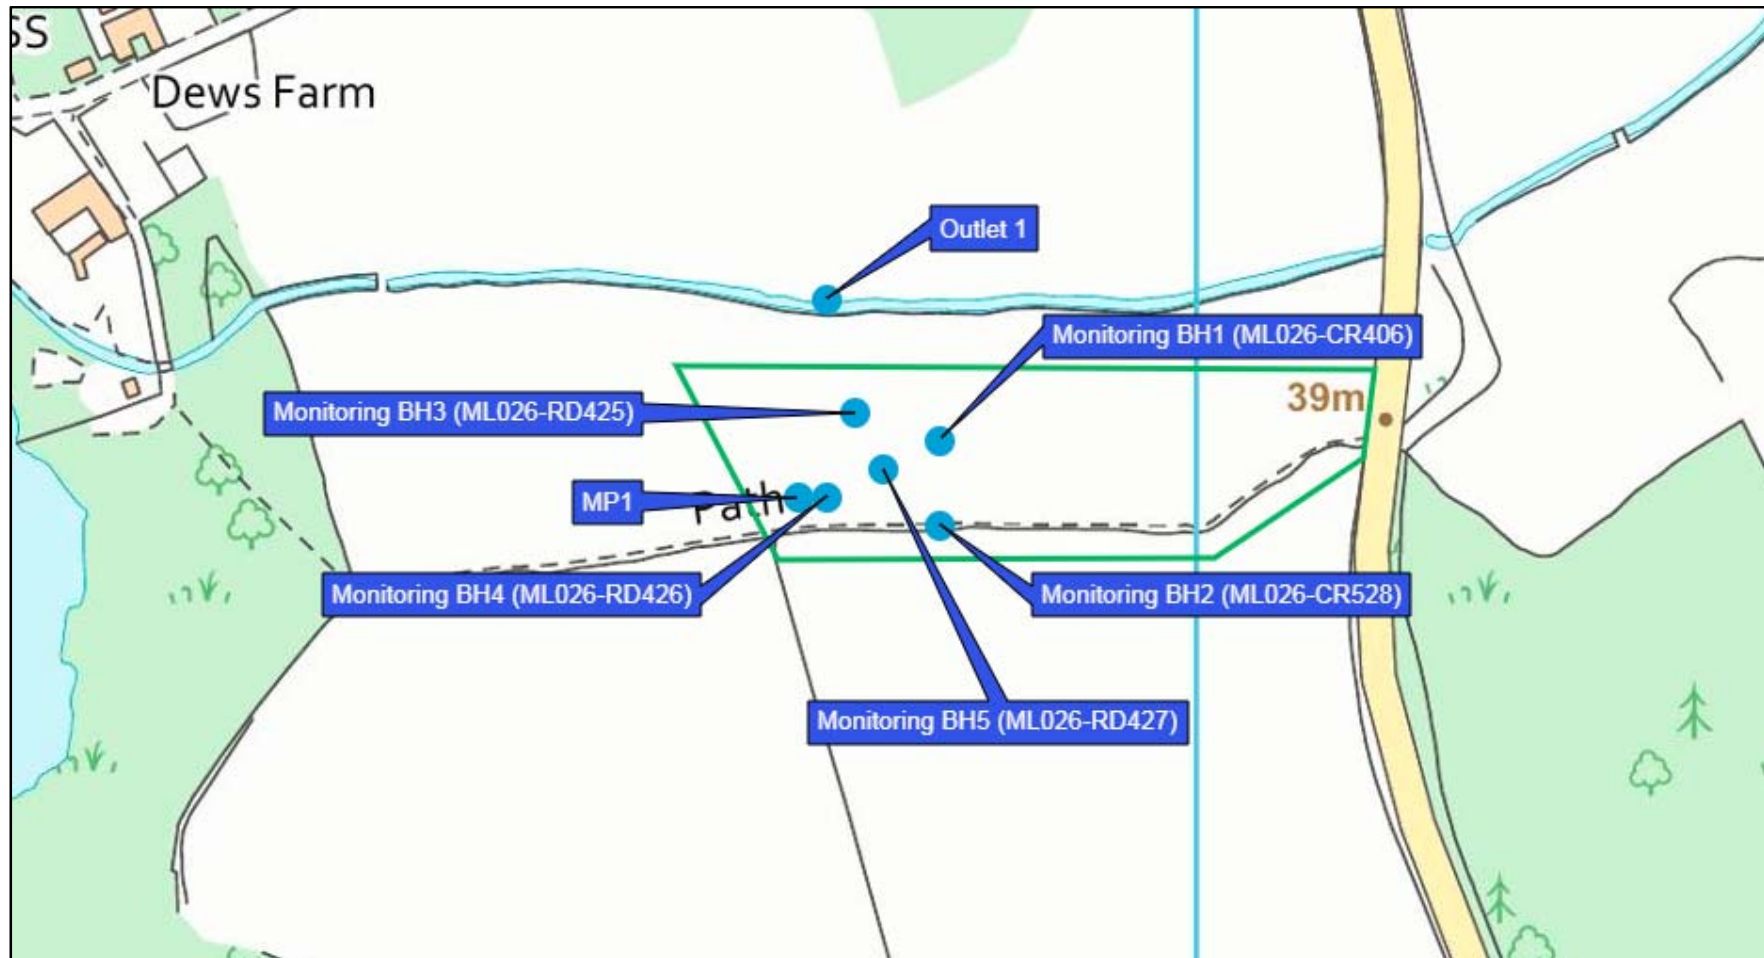 SS
Dews Farm
Outlet 1
Monitoring BH1 (ML026-CR406)
39m
Monitoring BH3 (ML026-RD425)
MP1
Path
Monitoring BH4 (ML026-RD426)
Monitoring BH2 (ML026-CR528)
Monitoring BH5 (ML026-RD427)